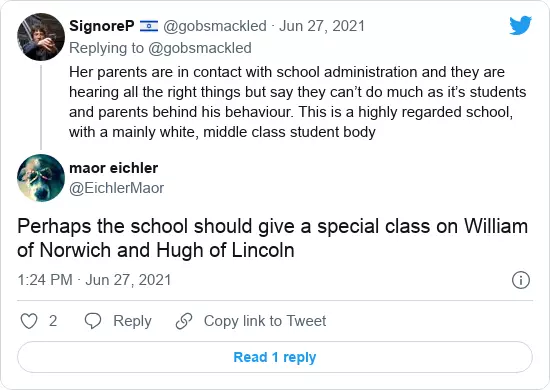 SignoreP 🇮🇱 @gobsmackled · Jun 27, 2021
Replying to @gobsmackled
Her parents are in contact with school administration and they are
hearing all the right things but say they can’t do much as it’s students
and parents behind his behaviour. This is a highly regarded school,
with a mainly white, middle class student body
maor eichler
@EichlerMaor
Perhaps the school should give a special class on William
of Norwich and Hugh of Lincoln
1:24 PM · Jun 27, 2021
2 Reply Copy link to Tweet
Read 1 reply